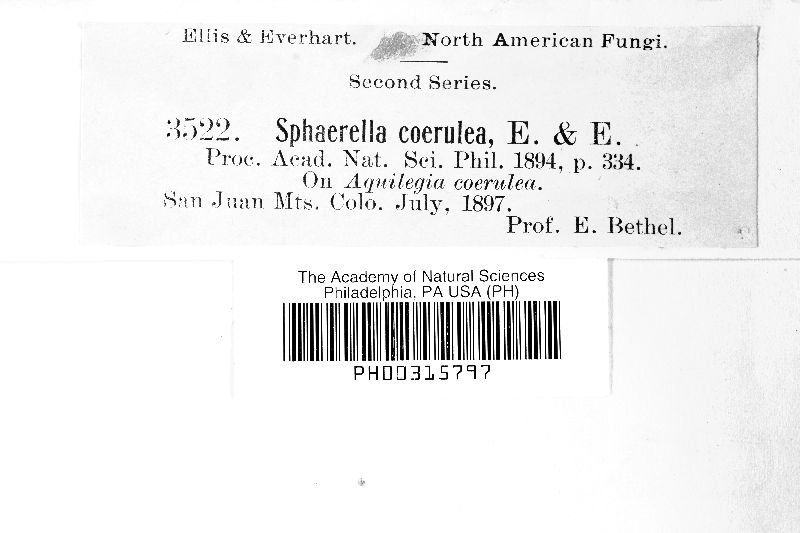 Ellis & Everhart. North American Fungi.
Second Series.
3522. Sphaerella coerulea, E. & E.
Proc. Acad. Nat. Sci. Phil. 1894, p. 334.
On Aquilegia coerulea.
San Juan Mts. Colo. July, 1897.
Prof. E. Bethel.
The Academy of Natural Sciences
Philadelphia, PA USA (PH)
PH00315797